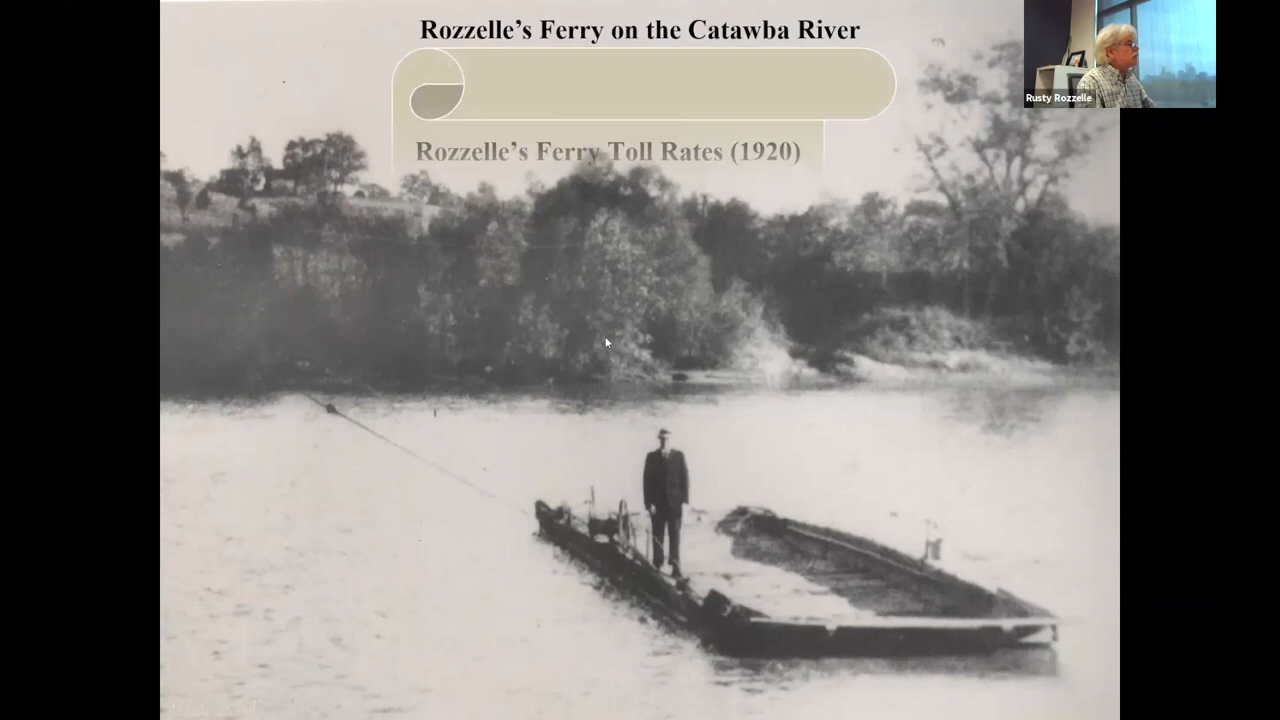 Rozzelle's Ferry on the Catawba River
Rozzelle's Ferry Toll Rates (1920)
Rusty Rozzelle